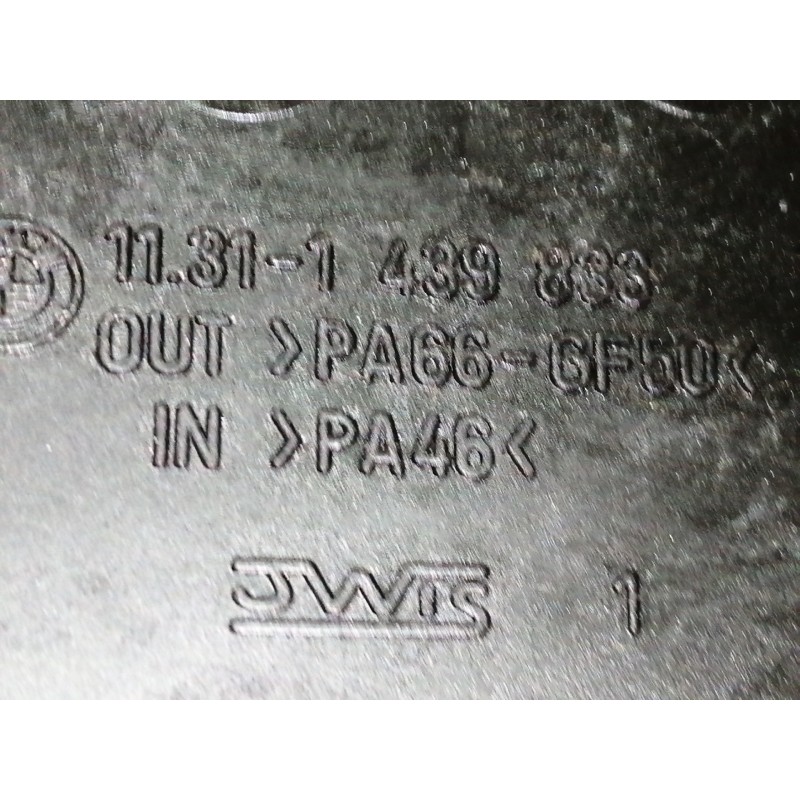 11.31-1 439 833
OUT >PA66-GF50<
IN >PA46<
JWIS 1